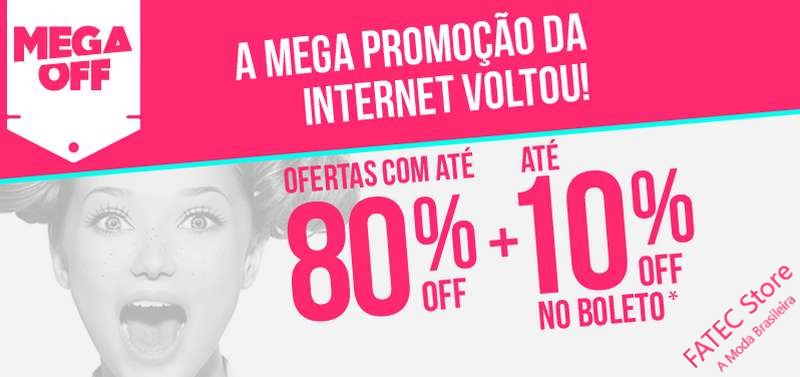 MEGA
OFF
A MEGA PROMOÇÃO DA
INTERNET VOLTOU!
OFERTAS COM ATÉ
80% OFF
+
ATÉ
10% OFF
NO BOLETO*
FATEC Store
A Moda Brasileira